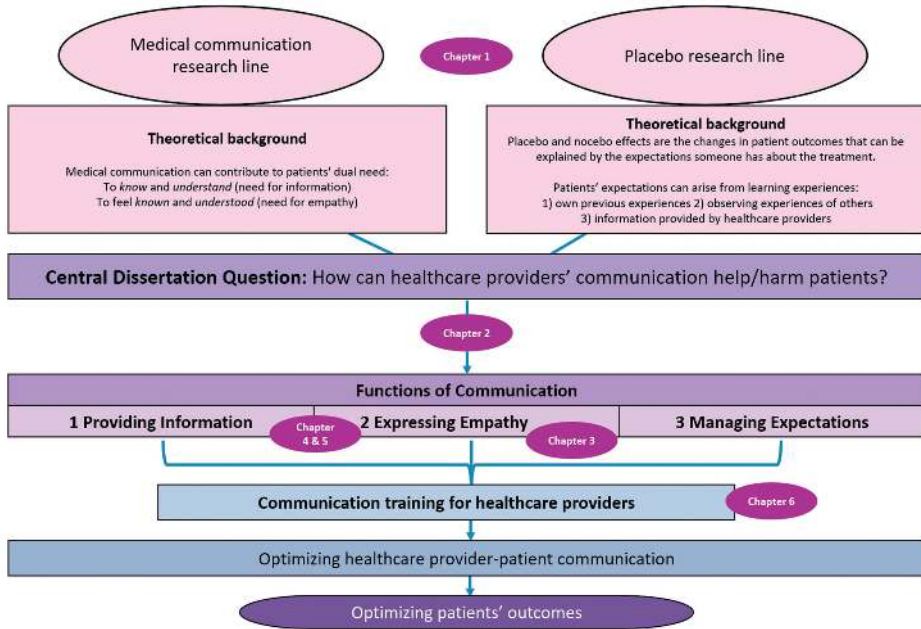 Medical communication
research line
Chapter 1
Placebo research line
Theoretical background
Medical communication can contribute to patients' dual need:
To know and understand (need for information)
To feel known and understood (need for empathy)
Theoretical background
Placebo and nocebo effects are the changes in patient outcomes that can be
explained by the expectations someone has about the treatment.
Patients' expectations can arise from learning experiences:
1) own previous experiences 2) observing experiences of others
3) information provided by healthcare providers
Central Dissertation Question: How can healthcare providers' communication help/harm patients?
Chapter 2
Functions of Communication
1 Providing Information
Chapter
4 & 5
2 Expressing Empathy
Chapter 3
3 Managing Expectations
Communication training for healthcare providers
Chapter 6
Optimizing healthcare provider-patient communication
Optimizing patients' outcomes